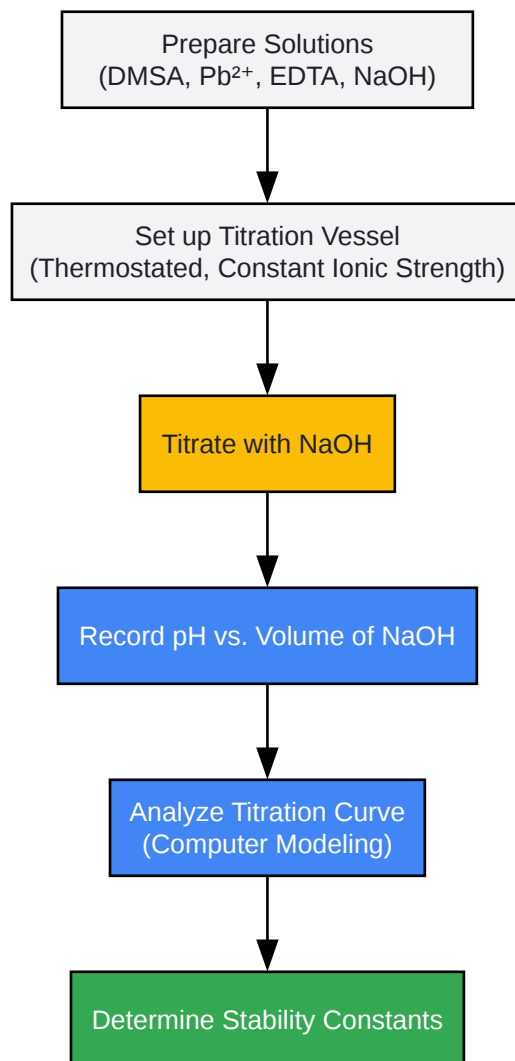 Prepare Solutions
(DMSA, Pb²⁺, EDTA, NaOH)
Set up Titration Vessel
(Thermostated, Constant Ionic Strength)
Titrate with NaOH
Record pH vs. Volume of NaOH
Analyze Titration Curve
(Computer Modeling)
Determine Stability Constants